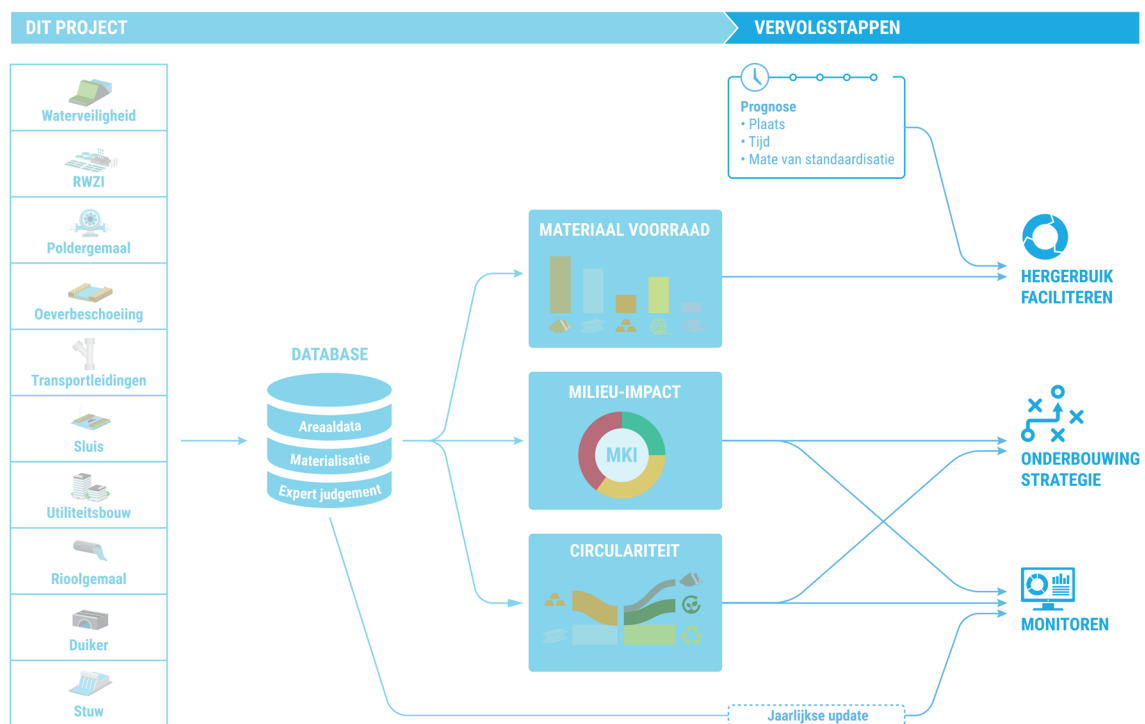 DIT PROJECT
VERVOLGSTAPPEN
Waterveiligheid
RWZI
Poldergemaal
Oeverbeschoeiing
Transportleidingen
Sluis
Utiliteitsbouw
Rioolgemaal
Duiker
Stuw
DATABASE
Areaaldata
Materialisatie
Expert judgement
MATERIAAL VOORRAAD
MILIEU-IMPACT
MKI
CIRCULARITEIT
Prognose
• Plaats
• Tijd
• Mate van standaardisatie
HERGERBUIK
FACILITEREN
ONDERBOUWING
STRATEGIE
MONITOREN
Jaarlijkse update